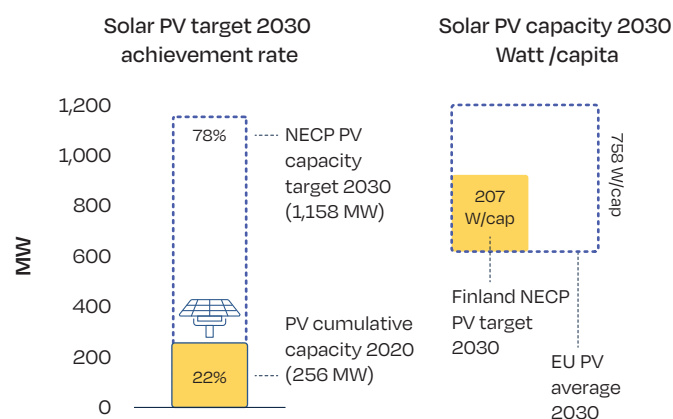 Solar PV target 2030
achievement rate
MW
1,200
1,000
800
600
400
200
0
78%
22%
NECP PV
capacity
target 2030
(1,158 MW)
PV cumulative
capacity 2020
(256 MW)
Solar PV capacity 2030
Watt /capita
758 W/cap
207
W/cap
Finland NECP
PV target
2030
EU PV
average
2030